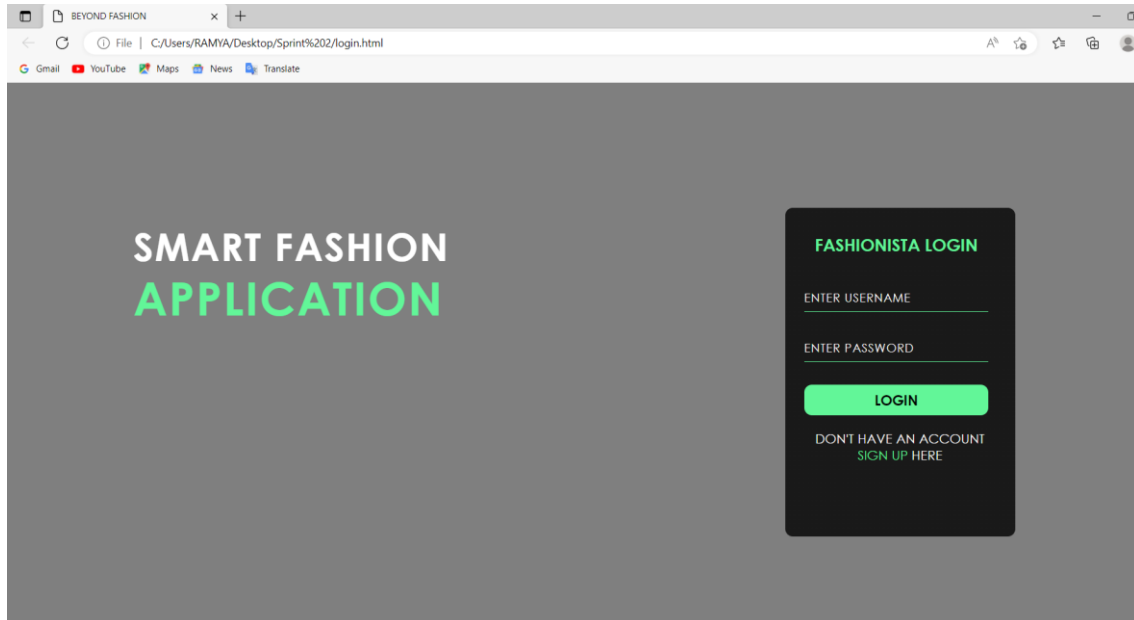 BEYOND FASHION
File | C:/Users/RAMYA/Desktop/Sprint%202/login.html
Gmail YouTube Maps News Translate
SMART FASHION
APPLICATION
FASHIONISTA LOGIN
ENTER USERNAME
ENTER PASSWORD
LOGIN
DON'T HAVE AN ACCOUNT
SIGN UP HERE